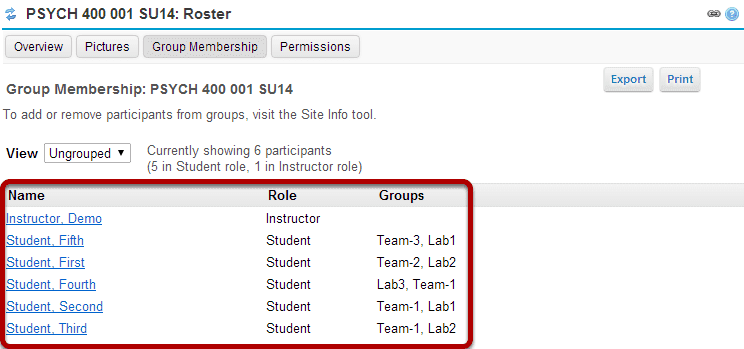 PSYCH 400 001 SU14: Roster
Overview Pictures Group Membership Permissions
Group Membership: PSYCH 400 001 SU14 Export Print
To add or remove participants from groups, visit the Site Info tool.
View Ungrouped Currently showing 6 participants
(5 in Student role, 1 in Instructor role)
Name Role Groups
Instructor, Demo Instructor
Student, Fifth Student Team-3, Lab1
Student, First Student Team-2, Lab2
Student, Fourth Student Lab3, Team-1
Student, Second Student Team-1, Lab1
Student, Third Student Team-1, Lab2